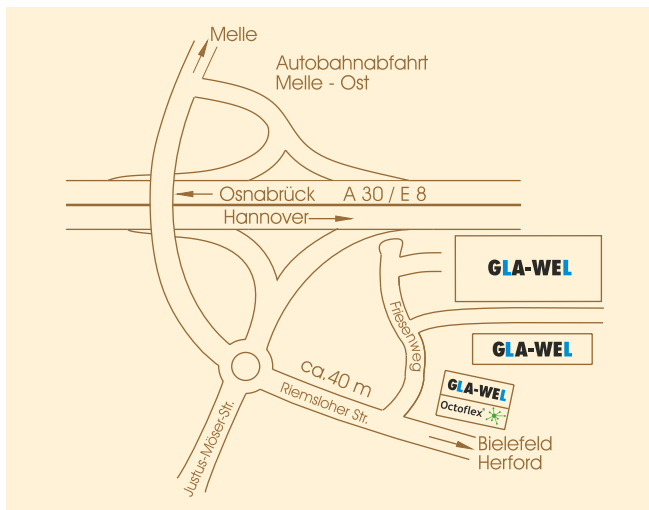 Melle
Autobahnabfahrt
Melle - Ost
Osnabrück A 30 / E 8
Hannover
GLA-WEL
Friesenweg
GLA-WEL
ca.40 m
GLA-WEL
Octoflex®
Riemsloher Str.
Justus-Möser-Str.
Bielefeld
Herford